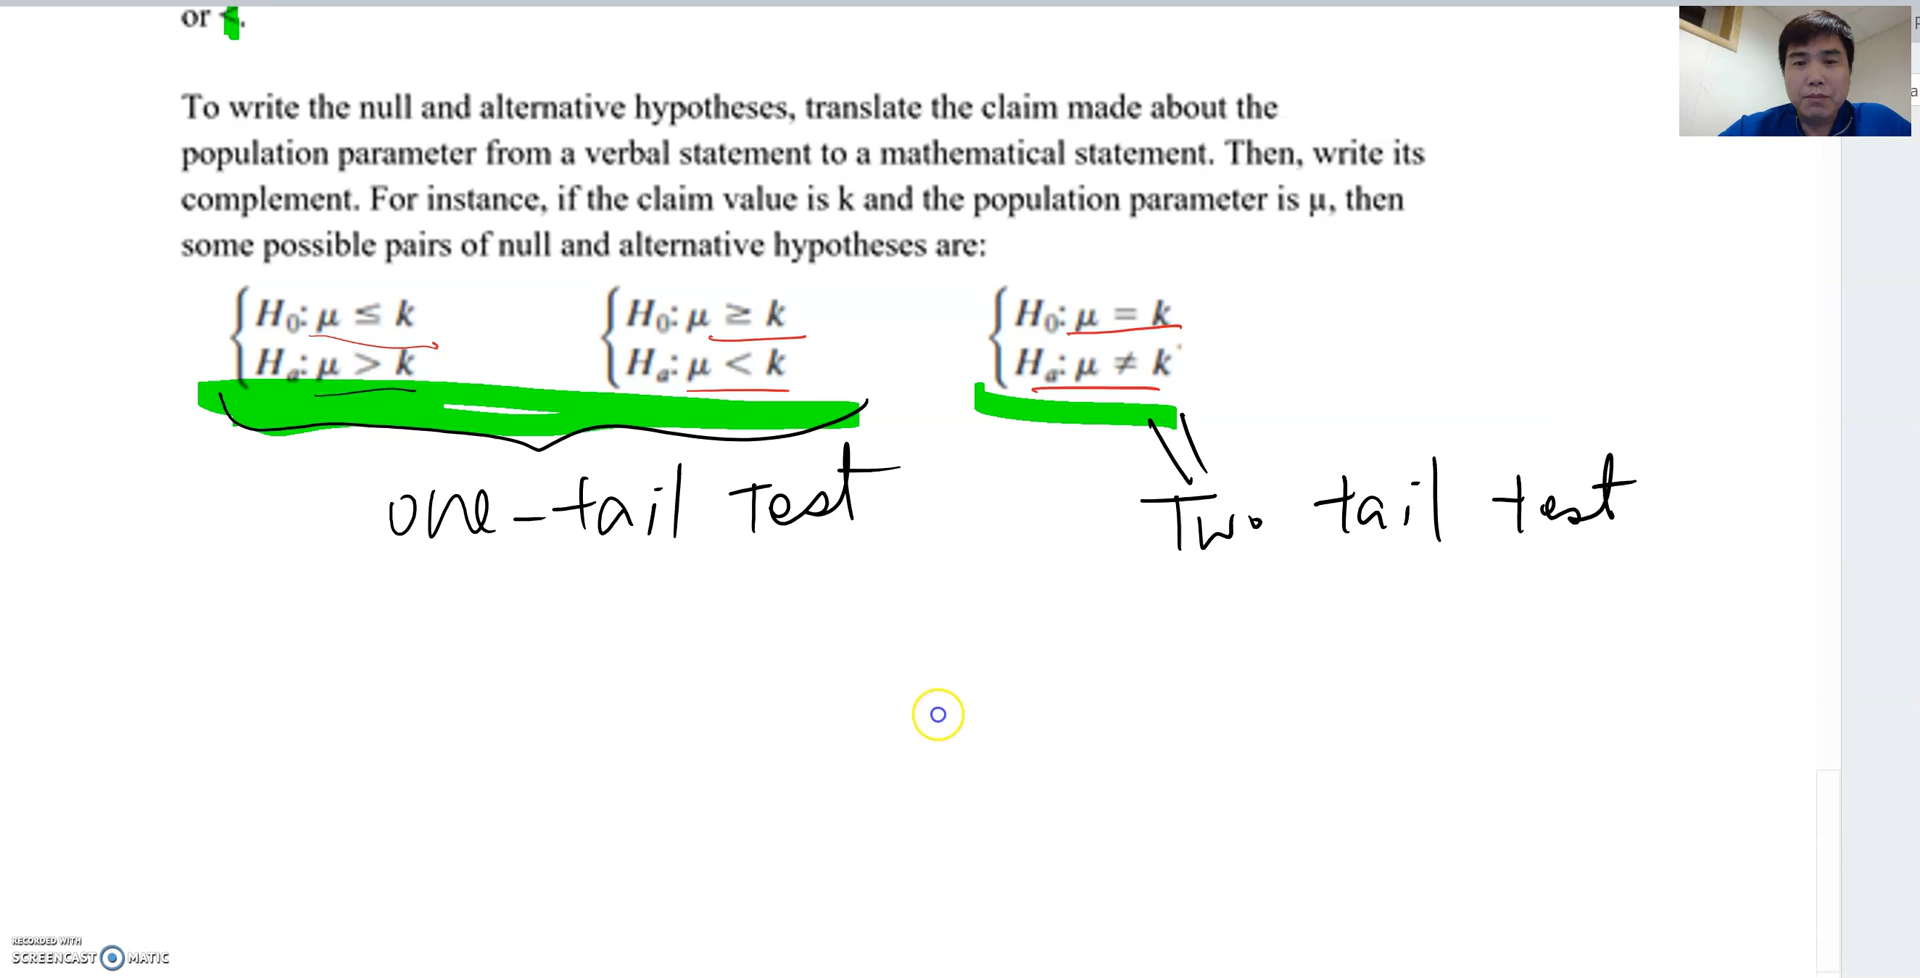 or <.
To write the null and alternative hypotheses, translate the claim made about the
population parameter from a verbal statement to a mathematical statement. Then, write its
complement. For instance, if the claim value is k and the population parameter is μ, then
some possible pairs of null and alternative hypotheses are:
H₀: μ ≤ k H₀: μ ≥ k H₀: μ = k
Hₐ: μ > k Hₐ: μ < k Hₐ: μ ≠ k
one-tail Test Two tail test
RECORDED WITH
SCREENCAST MATIC